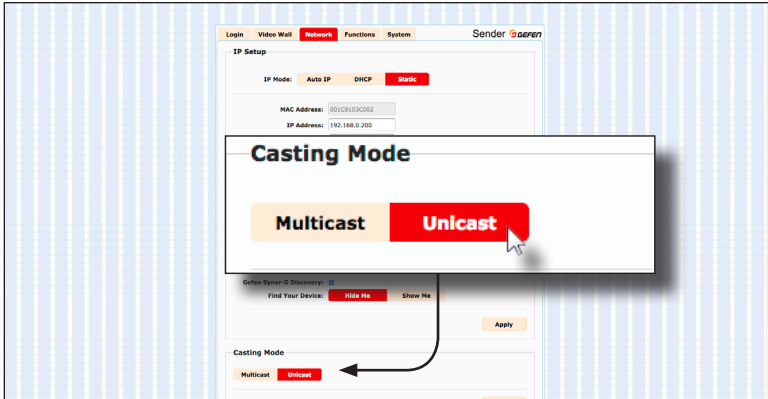 Login Video Wall Network Functions System Sender GEFEN
IP Setup
IP Mode: Auto IP DHCP Static
MAC Address: 001C9103C002
IP Address: 192.168.0.200
Casting Mode
Multicast Unicast
Gefen Syner-G Discovery:
Find Your Device: Hide Me Show Me
Apply
Casting Mode
Multicast Unicast